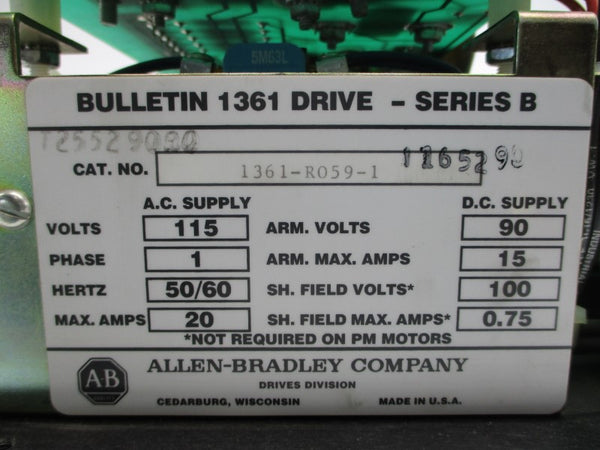 5M63L
BULLETIN 1361 DRIVE - SERIES B
CAT. NO. 1361-R059-1
A.C. SUPPLY D.C. SUPPLY
VOLTS 115 ARM. VOLTS 90
PHASE 1 ARM. MAX. AMPS 15
HERTZ 50/60 SH. FIELD VOLTS* 100
MAX. AMPS 20 SH. FIELD MAX. AMPS* 0.75
*NOT REQUIRED ON PM MOTORS
AB ALLEN-BRADLEY COMPANY
DRIVES DIVISION
CEDARBURG, WISCONSIN MADE IN U.S.A.